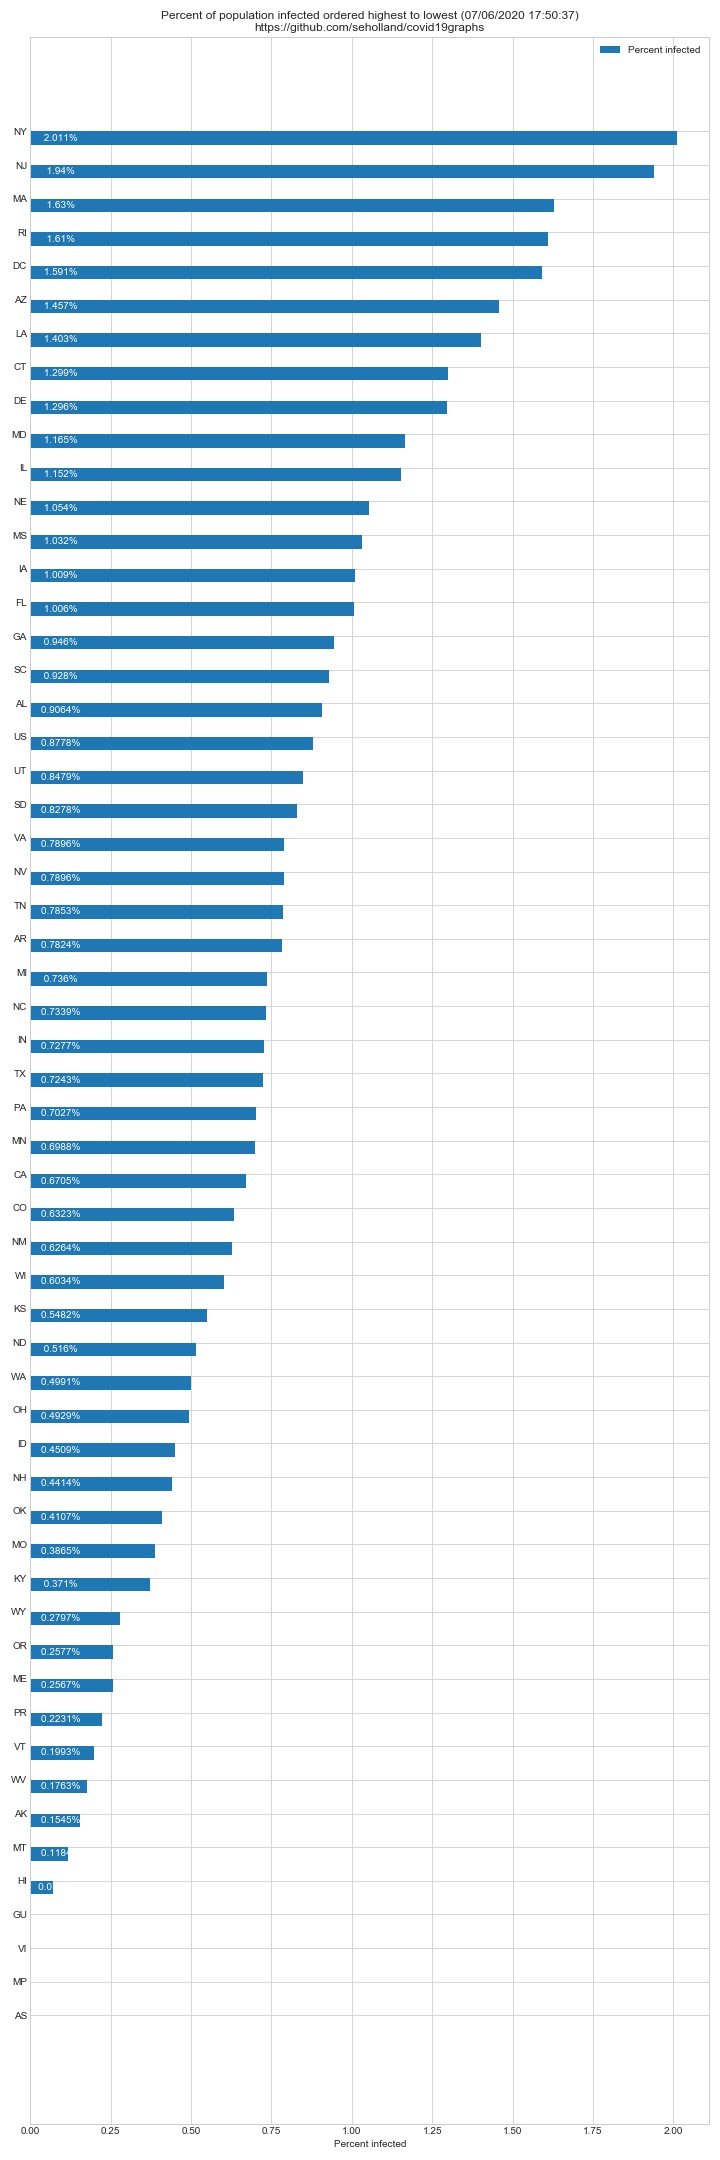 Percent of population infected ordered highest to lowest (07/06/2020 17:50:37)
https://github.com/seholland/covid19graphs
Percent infected
NY 2.011%
NJ 1.94%
MA 1.63%
RI 1.61%
DC 1.591%
AZ 1.457%
LA 1.403%
CT 1.299%
DE 1.296%
MD 1.165%
IL 1.152%
NE 1.054%
MS 1.032%
IA 1.009%
FL 1.006%
GA 0.946%
SC 0.928%
AL 0.9064%
US 0.8778%
UT 0.8479%
SD 0.8278%
VA 0.7896%
NV 0.7896%
TN 0.7853%
AR 0.7824%
MI 0.736%
NC 0.7339%
IN 0.7277%
TX 0.7243%
PA 0.7027%
MN 0.6988%
CA 0.6705%
CO 0.6323%
NM 0.6264%
WI 0.6034%
KS 0.5482%
ND 0.516%
WA 0.4991%
OH 0.4929%
ID 0.4509%
NH 0.4414%
OK 0.4107%
MO 0.3865%
KY 0.371%
WY 0.2797%
OR 0.2577%
ME 0.2567%
PR 0.2231%
VT 0.1993%
WV 0.1763%
AK 0.1545%
MT
HI
GU
VI
MP
AS
0.00 0.25 0.50 0.75 1.00 1.25 1.50 1.75 2.00
Percent infected